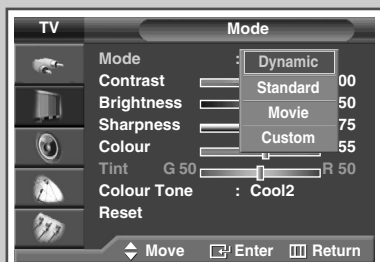 TV Mode
Mode : Dynamic
Contrast 00
Standard
Brightness 50
Movie
Sharpness 75
Custom
Colour 55
Tint G 50 R 50
Colour Tone : Cool2
Reset
Move Enter Return